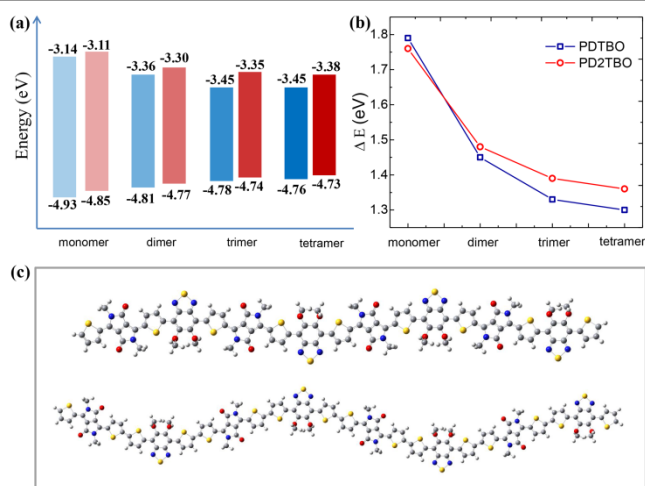 (a)
Energy (eV)
-3.14 -3.11
-3.36 -3.30
-3.45 -3.35
-3.45 -3.38
-4.93 -4.85
-4.81 -4.77
-4.78 -4.74
-4.76 -4.73
monomer dimer trimer tetramer
(b)
Δ E (eV)
1.8
1.7
1.6
1.5
1.4
1.3
PDTBO
PD2TBO
monomer dimer trimer tetramer
(c)